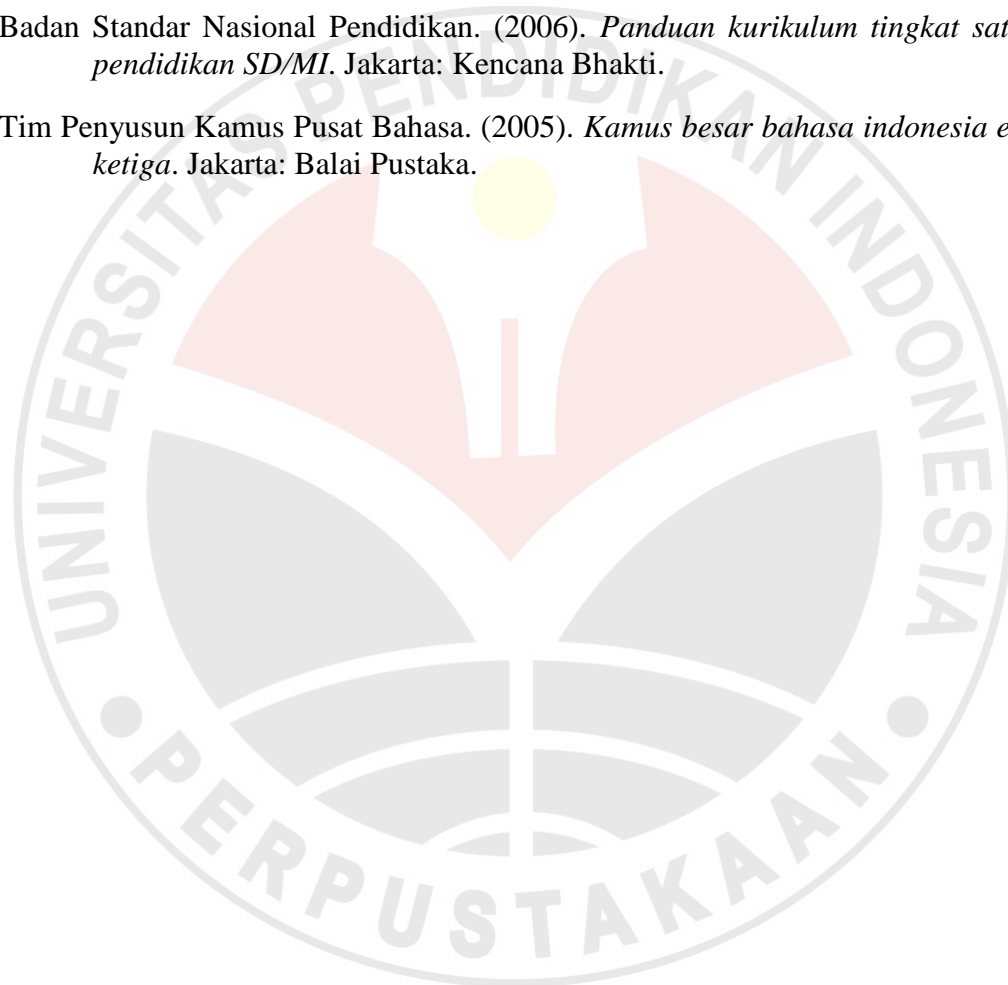 Badan Standar Nasional Pendidikan. (2006). Panduan kurikulum tingkat sat
pendidikan SD/MI. Jakarta: Kencana Bhakti.
Tim Penyusun Kamus Pusat Bahasa. (2005). Kamus besar bahasa indonesia e
ketiga. Jakarta: Balai Pustaka.
UNIVERSITAS PENDIDIKAN INDONESIA
PERPUSTAKAAN